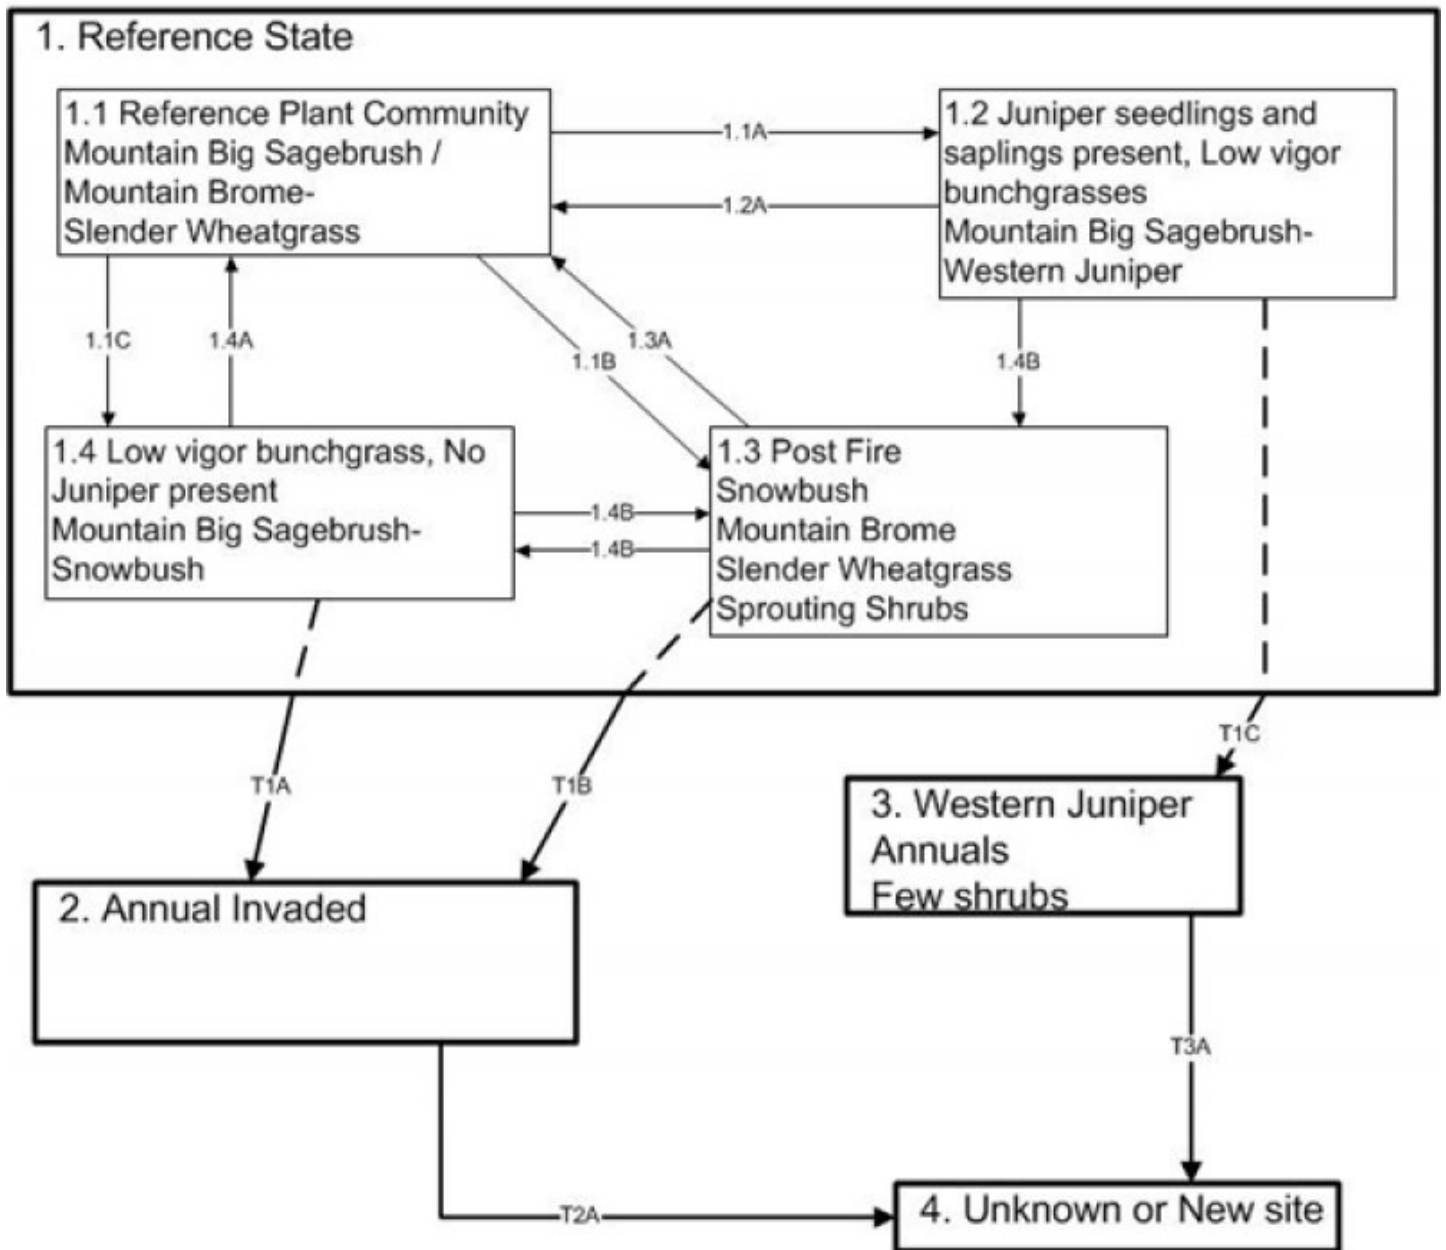 1. Reference State
1.1 Reference Plant Community
Mountain Big Sagebrush /
Mountain Brome-
Slender Wheatgrass
1.1A
1.2A
1.2 Juniper seedlings and
saplings present, Low vigor
bunchgrasses
Mountain Big Sagebrush-
Western Juniper
1.1C
1.4A
1.1B
1.3A
1.4B
1.4 Low vigor bunchgrass, No
Juniper present
Mountain Big Sagebrush-
Snowbush
1.4B
1.4B
1.3 Post Fire
Snowbush
Mountain Brome
Slender Wheatgrass
Sprouting Shrubs
T1A
T1B
T1C
2. Annual Invaded
3. Western Juniper
Annuals
Few shrubs
T3A
T2A
4. Unknown or New site